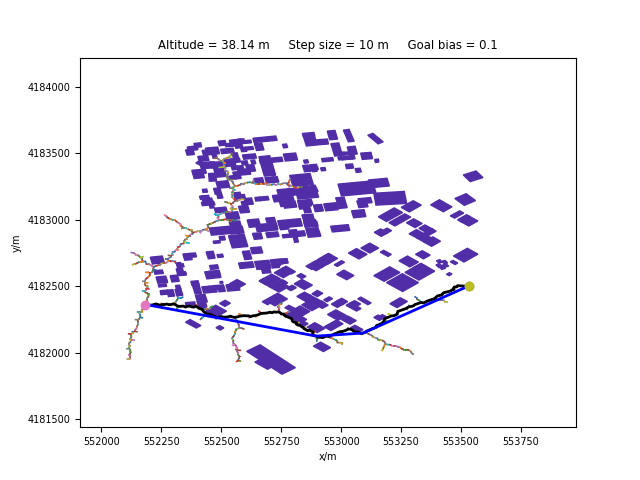 Altitude = 38.14 m     Step size = 10 m     Goal bias = 0.1
4184000
4183500
4183000
4182500
4182000
4181500
y/m
552000 552250 552500 552750 553000 553250 553500 553750
x/m